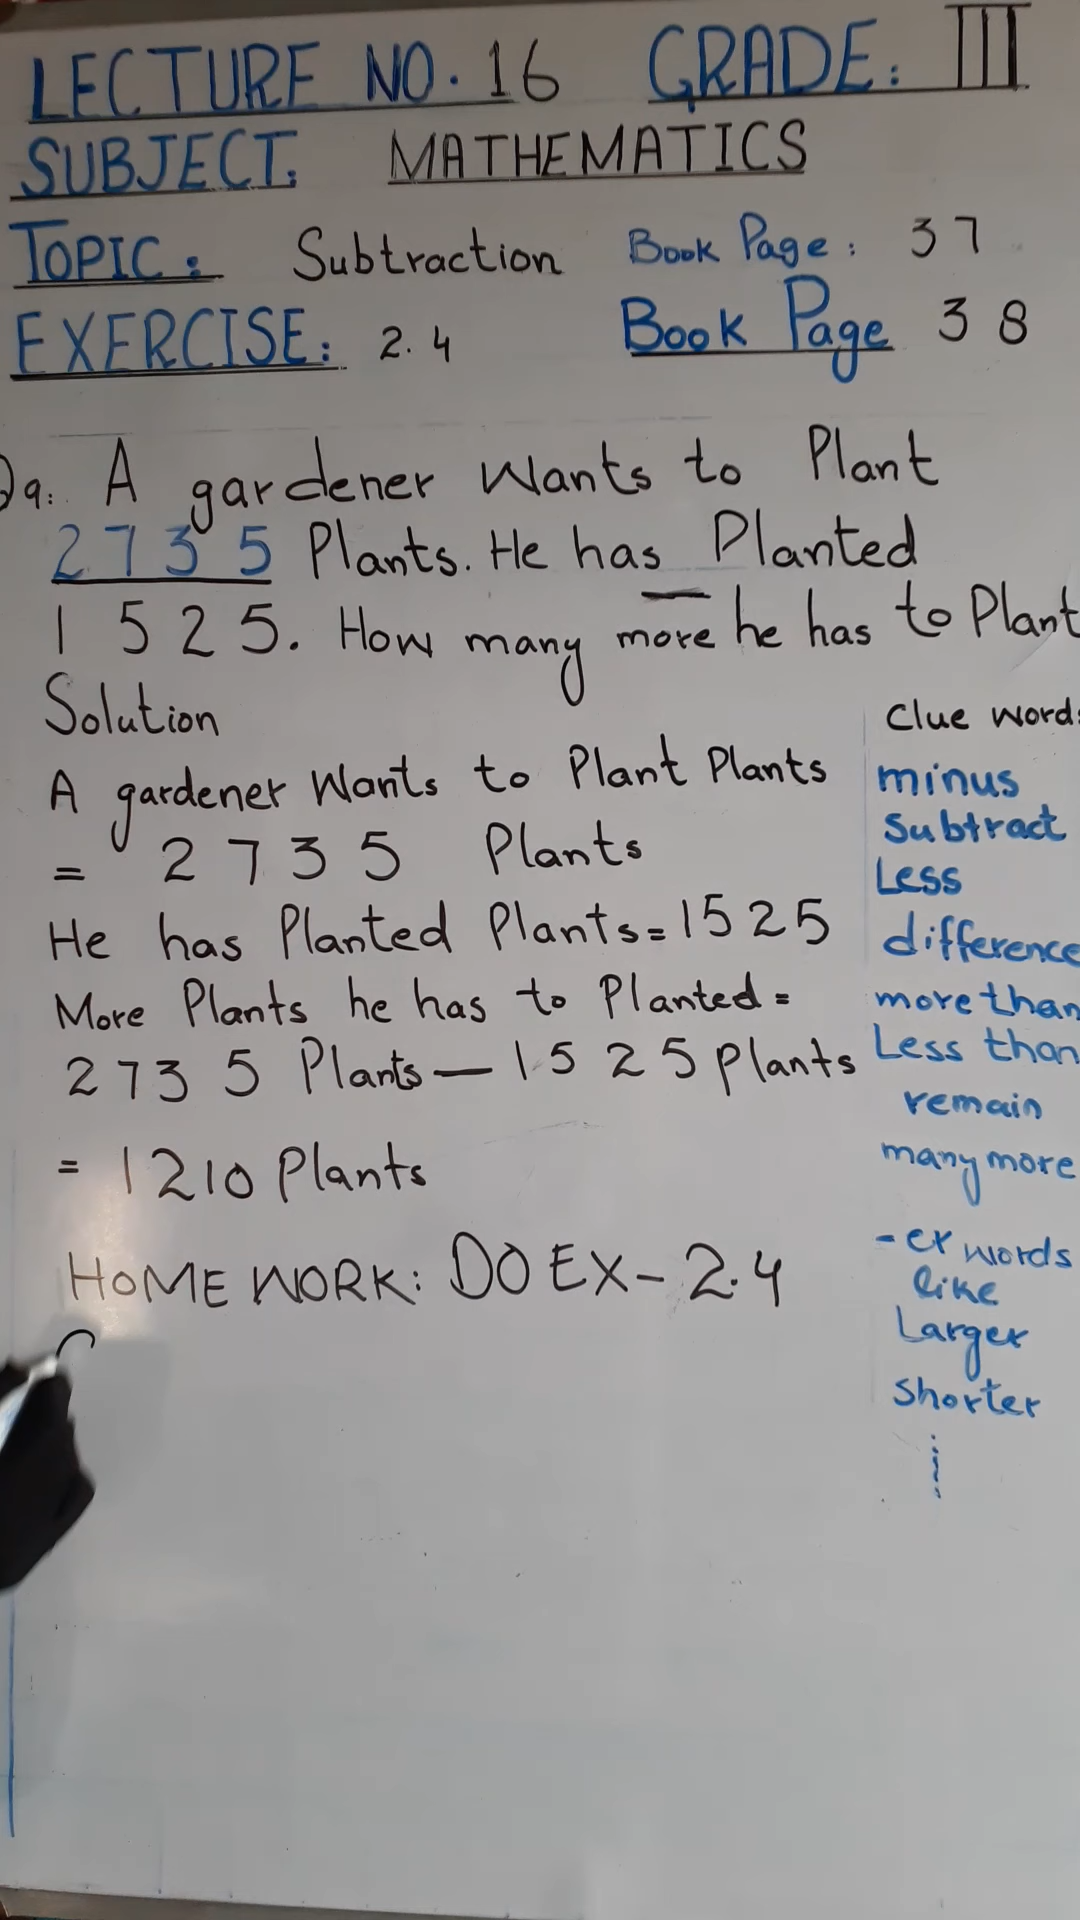 LECTURE NO. 16 GRADE: III
SUBJECT: MATHEMATICS
TOPIC: Subtraction Book Page: 37
EXERCISE: 2.4 Book Page 38
Q9: A gardener Wants to Plant
2735 Plants. He has Planted
1525. How many more he has to Plant
Solution
A gardener Wants to Plant Plants
= 2735 Plants
He has Planted Plants = 1525
More Plants he has to Planted =
2735 Plants — 1525 plants
= 1210 Plants
HOME WORK: DO EX - 2.4
Clue word:
minus
Subtract
Less
difference
more than
Less than
remain
many more
- er words
like
Larger
Shorter